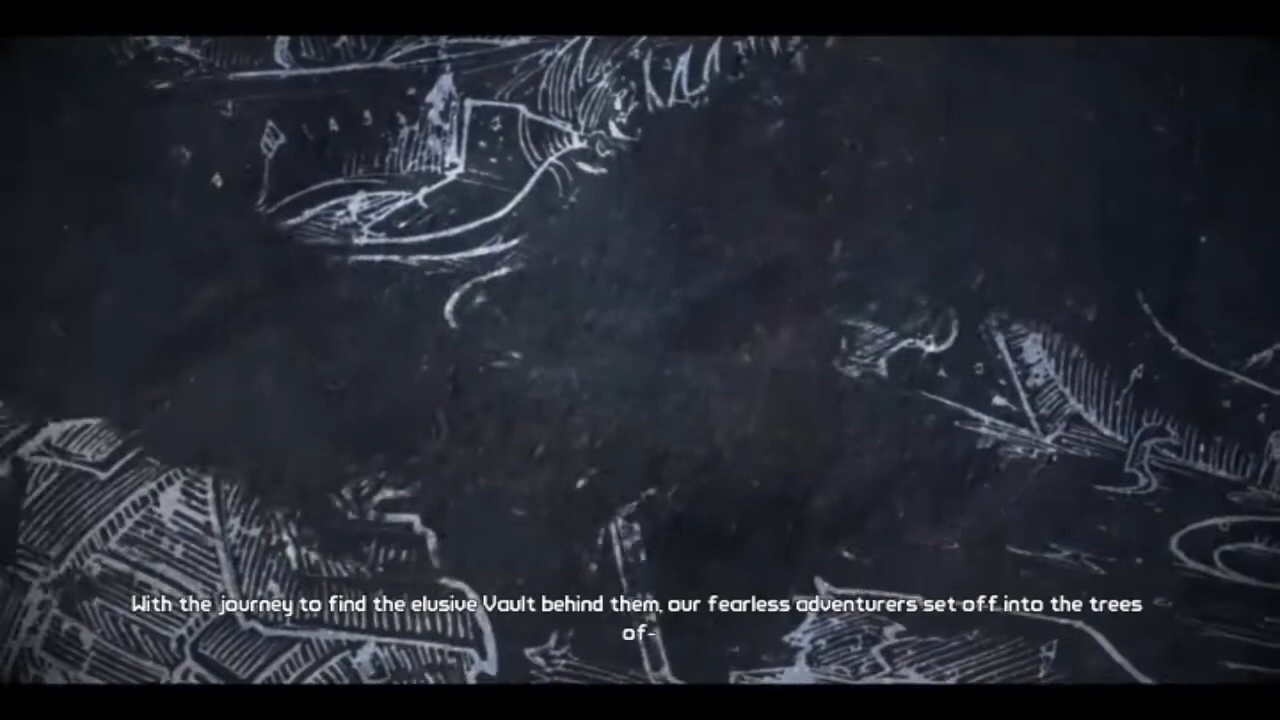 With the journey to find the elusive Vault behind them, our fearless adventurers set off into the trees
of-